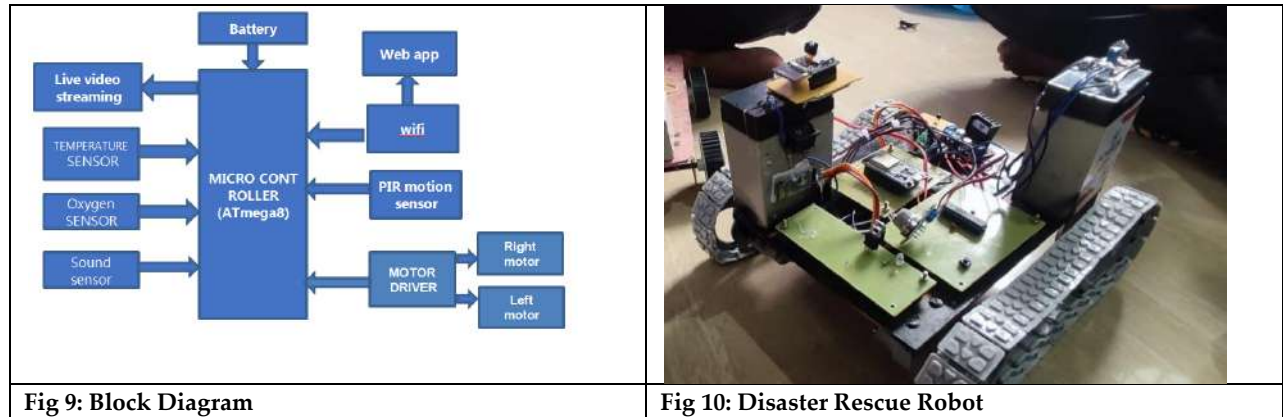 Battery
Web app
Live video
streaming
wifi
TEMPERATURE
SENSOR
MICRO CONT
ROLLER
(ATmega8)
PIR motion
sensor
Oxygen
SENSOR
Sound
sensor
MOTOR
DRIVER
Right
motor
Left
motor
Fig 9: Block Diagram
Fig 10: Disaster Rescue Robot